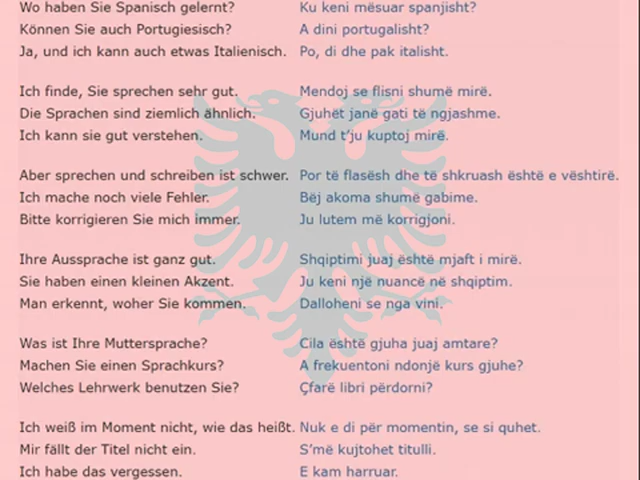 Wo haben Sie Spanisch gelernt? Ku keni mësuar spanjisht?
Können Sie auch Portugiesisch? A dini portugalisht?
Ja, und ich kann auch etwas Italienisch. Po, di dhe pak italisht.
Ich finde, Sie sprechen sehr gut. Mendoj se flisni shumë mirë.
Die Sprachen sind ziemlich ähnlich. Gjuhët janë gati të ngjashme.
Ich kann sie gut verstehen. Mund t’ju kuptoj mirë.
Aber sprechen und schreiben ist schwer. Por të flasësh dhe të shkruash është e vështirë.
Ich mache noch viele Fehler. Bëj akoma shumë gabime.
Bitte korrigieren Sie mich immer. Ju lutem më korrigjoni.
Ihre Aussprache ist ganz gut. Shqiptimi juaj është mjaft i mirë.
Sie haben einen kleinen Akzent. Ju keni një nuancë në shqiptim.
Man erkennt, woher Sie kommen. Dalloheni se nga vini.
Was ist Ihre Muttersprache? Cila është gjuha juaj amtare?
Machen Sie einen Sprachkurs? A frekuentoni ndonjë kurs gjuhe?
Welches Lehrwerk benutzen Sie? Çfarë libri përdorni?
Ich weiß im Moment nicht, wie das heißt. Nuk e di për momentin, se si quhet.
Mir fällt der Titel nicht ein. S’më kujtohet titulli.
Ich habe das vergessen. E kam harruar.